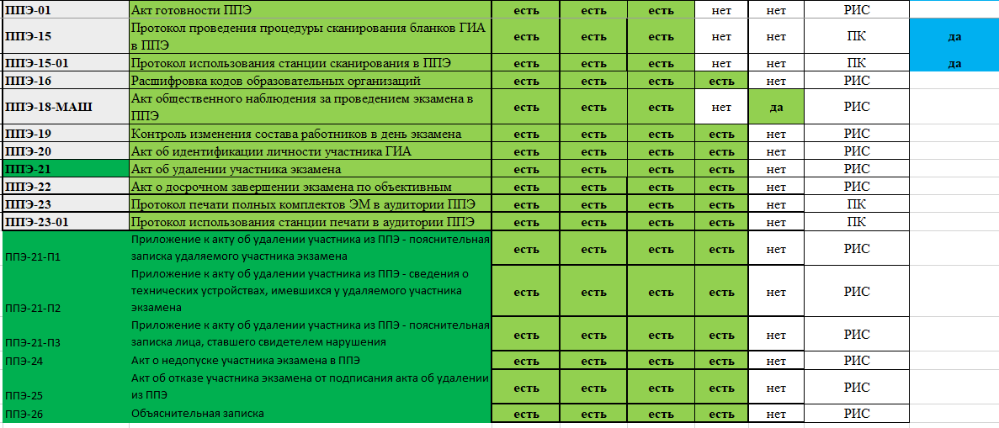 ППЭ-01 Акт готовности ППЭ есть есть есть нет нет РИС
ППЭ-15 Протокол проведения процедуры сканирования бланков ГИА
в ППЭ есть есть есть нет нет ПК да
ППЭ-15-01 Протокол использования станции сканирования в ППЭ есть есть есть нет нет ПК да
ППЭ-16 Расшифровка кодов образовательных организаций есть есть есть есть нет РИС
ППЭ-18-МАШ Акт общественного наблюдения за проведением экзамена в
ППЭ есть есть есть нет да РИС
ППЭ-19 Контроль изменения состава работников в день экзамена есть есть есть есть нет РИС
ППЭ-20 Акт об идентификации личности участника ГИА есть есть есть есть нет РИС
ППЭ-21 Акт об удалении участника экзамена есть есть есть есть нет РИС
ППЭ-22 Акт о досрочном завершении экзамена по объективным есть есть есть есть нет РИС
ППЭ-23 Протокол печати полных комплектов ЭМ в аудитории ППЭ есть есть есть есть нет ПК
ППЭ-23-01 Протокол использования станции печати в аудитории ППЭ есть есть есть есть нет ПК
ППЭ-21-П1 Приложение к акту об удалении участника из ППЭ - пояснительная
записка удаляемого участника экзамена есть есть есть есть нет РИС
ППЭ-21-П2 Приложение к акту об удалении участника из ППЭ - сведения о
технических устройствах, имевшихся у удаляемого участника
экзамена есть есть есть есть нет РИС
ППЭ-21-П3 Приложение к акту об удалении участника из ППЭ - пояснительная
записка лица, ставшего свидетелем нарушения есть есть есть есть нет РИС
ППЭ-24 Акт о недопуске участника экзамена в ППЭ есть есть есть есть нет РИС
ППЭ-25 Акт об отказе участника экзамена от подписания акта об удалении
из ППЭ есть есть есть есть нет РИС
ППЭ-26 Объяснительная записка есть есть есть есть нет РИС